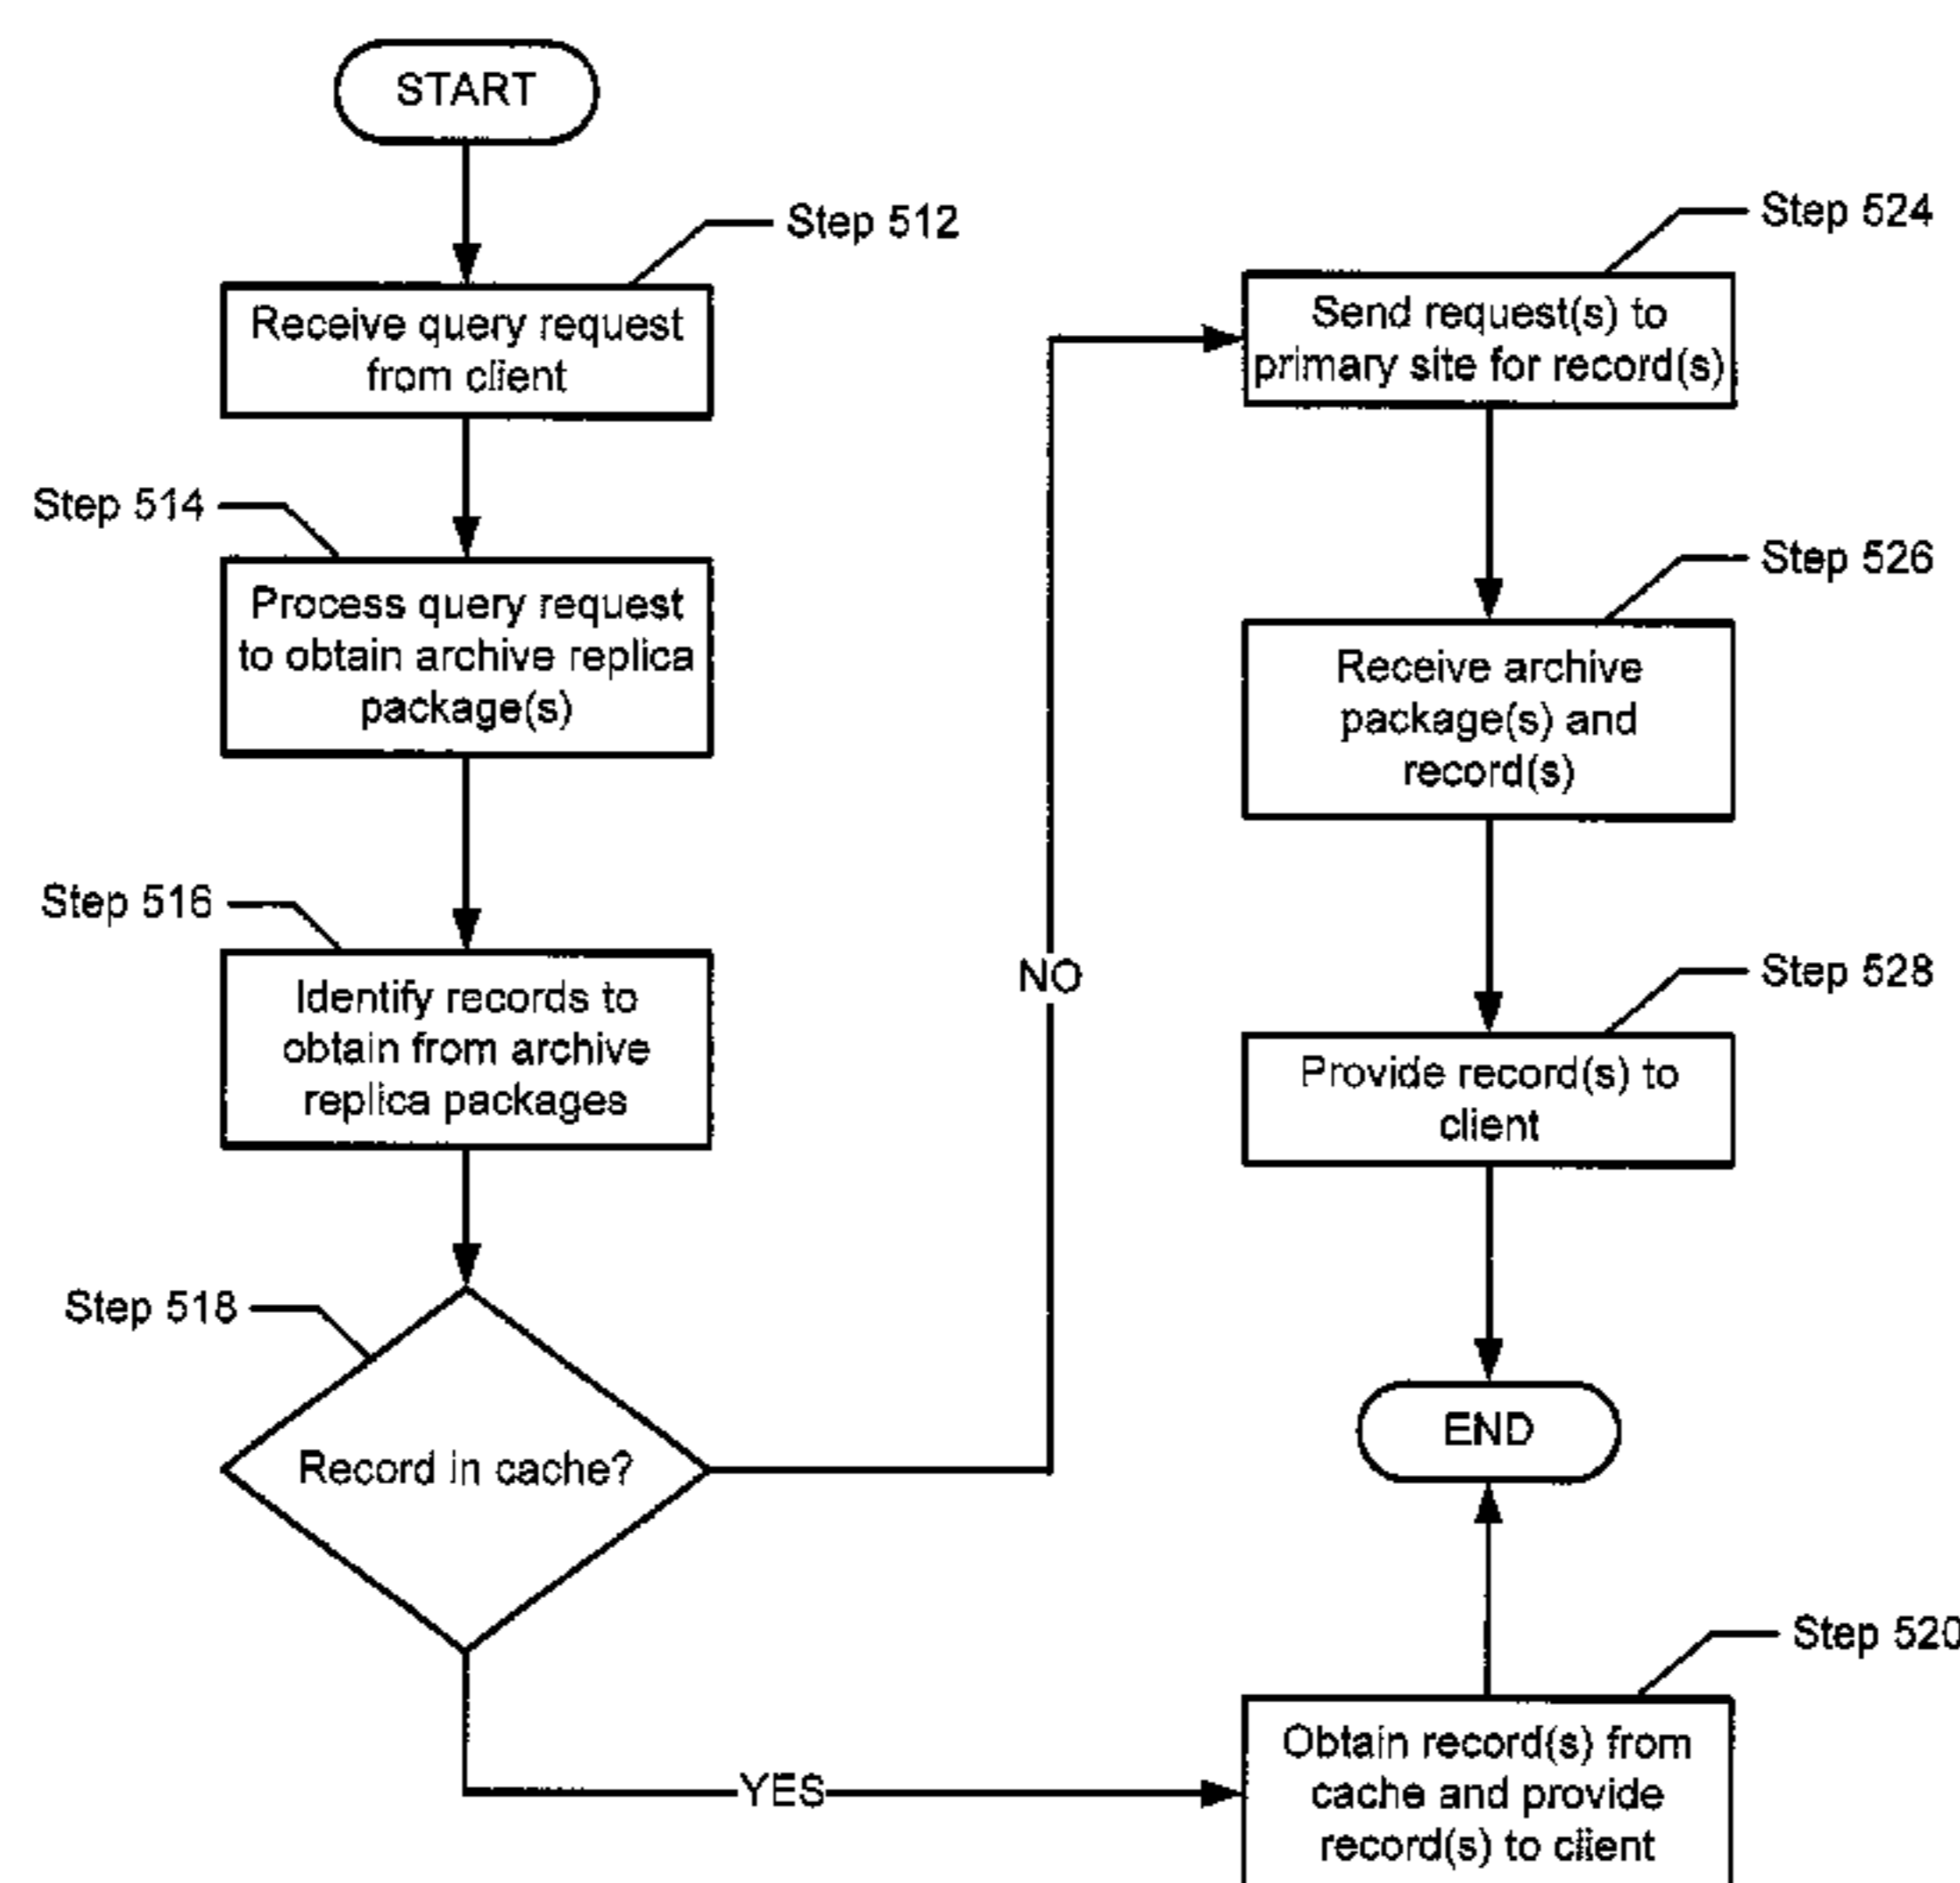 START
Step 512
Receive query request
from client
Step 514
Process query request
to obtain archive replica
package(s)
Step 516
Identify records to
obtain from archive
replica packages
Step 518
Record in cache?
NO
YES
Step 524
Send request(s) to
primary site for record(s)
Step 526
Receive archive
package(s) and
record(s)
Step 528
Provide record(s) to
client
END
Step 520
Obtain record(s) from
cache and provide
record(s) to client